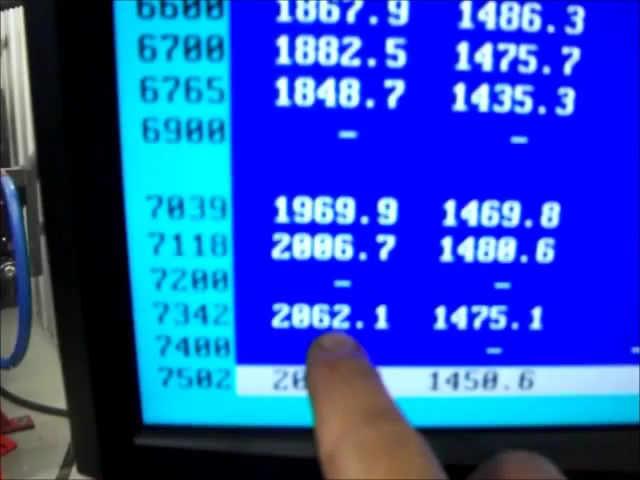 6600 1867.9 1486.3
6700 1882.5 1475.7
6765 1848.7 1435.3
6900 - -
7039 1969.9 1469.8
7118 2006.7 1480.6
7200 - -
7342 2062.1 1475.1
7400 - -
7502 1450.6